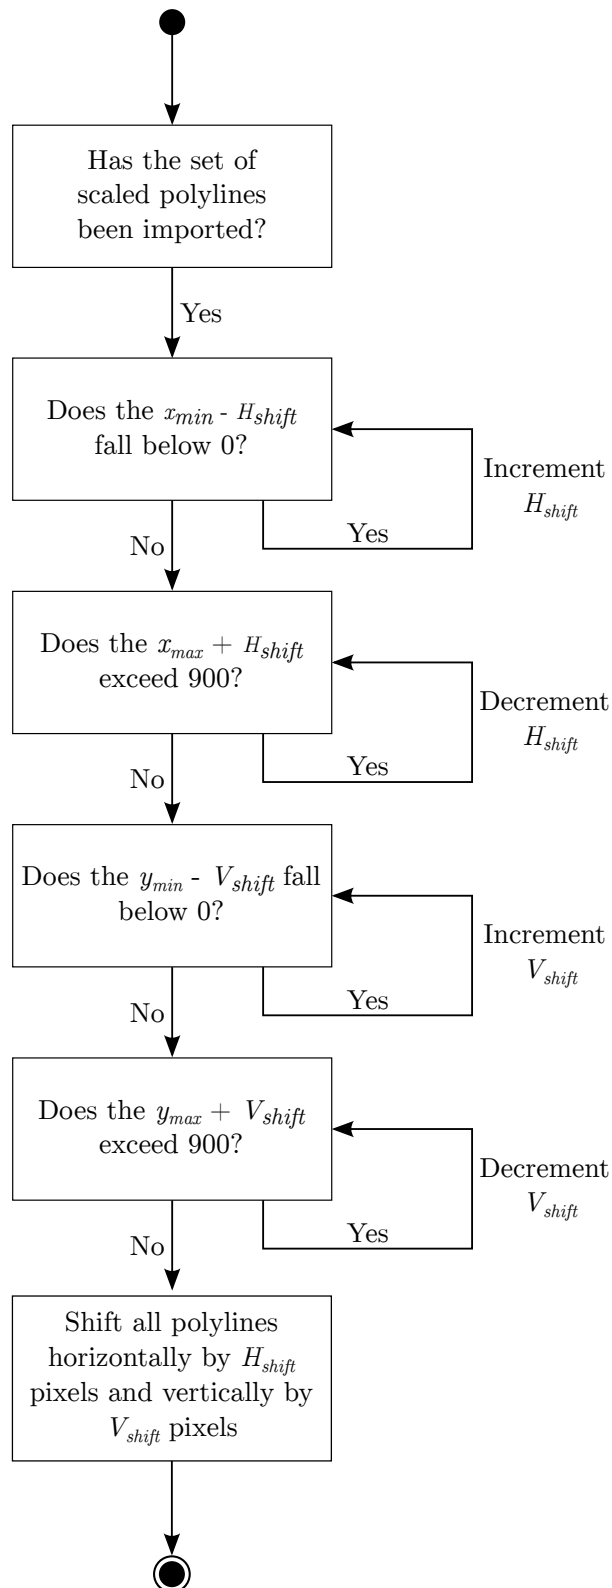 Has the set of
scaled polylines
been imported?
Yes
Does the x_min - H_shift
fall below 0?
Increment
H_shift
Yes
No
Does the x_max + H_shift
exceed 900?
Decrement
H_shift
Yes
No
Does the y_min - V_shift fall
below 0?
Increment
V_shift
Yes
No
Does the y_max + V_shift
exceed 900?
Decrement
V_shift
Yes
No
Shift all polylines
horizontally by H_shift
pixels and vertically by
V_shift pixels